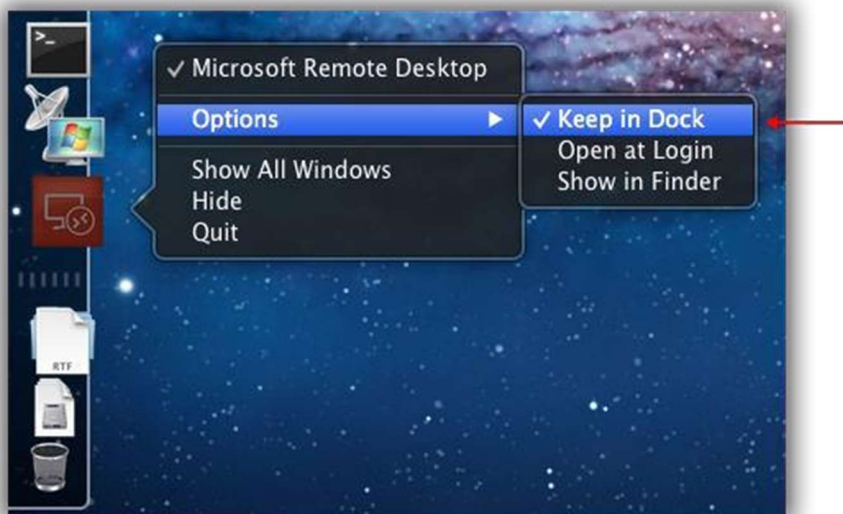 >_
✓ Microsoft Remote Desktop
Options ▶
✓ Keep in Dock
Open at Login
Show in Finder
Show All Windows
Hide
Quit
RTF